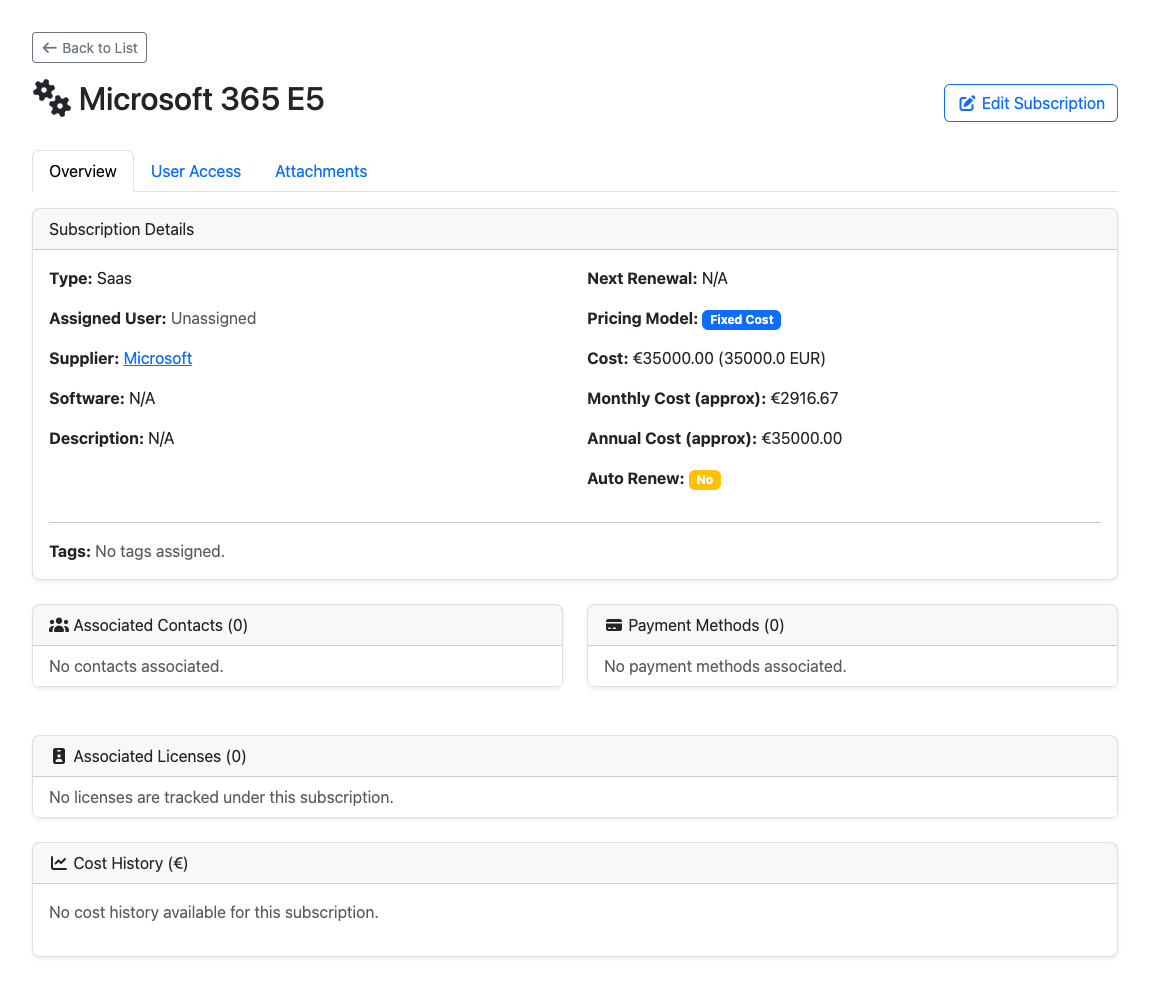 Back to List
Microsoft 365 E5
Edit Subscription
Overview
User Access
Attachments
Subscription Details
Type: Saas
Assigned User: Unassigned
Supplier: Microsoft
Software: N/A
Description: N/A
Next Renewal: N/A
Pricing Model: Fixed Cost
Cost: €35000.00 (35000.0 EUR)
Monthly Cost (approx): €2916.67
Annual Cost (approx): €35000.00
Auto Renew: No
Tags: No tags assigned.
Associated Contacts (0)
No contacts associated.
Payment Methods (0)
No payment methods associated.
Associated Licenses (0)
No licenses are tracked under this subscription.
Cost History (€)
No cost history available for this subscription.